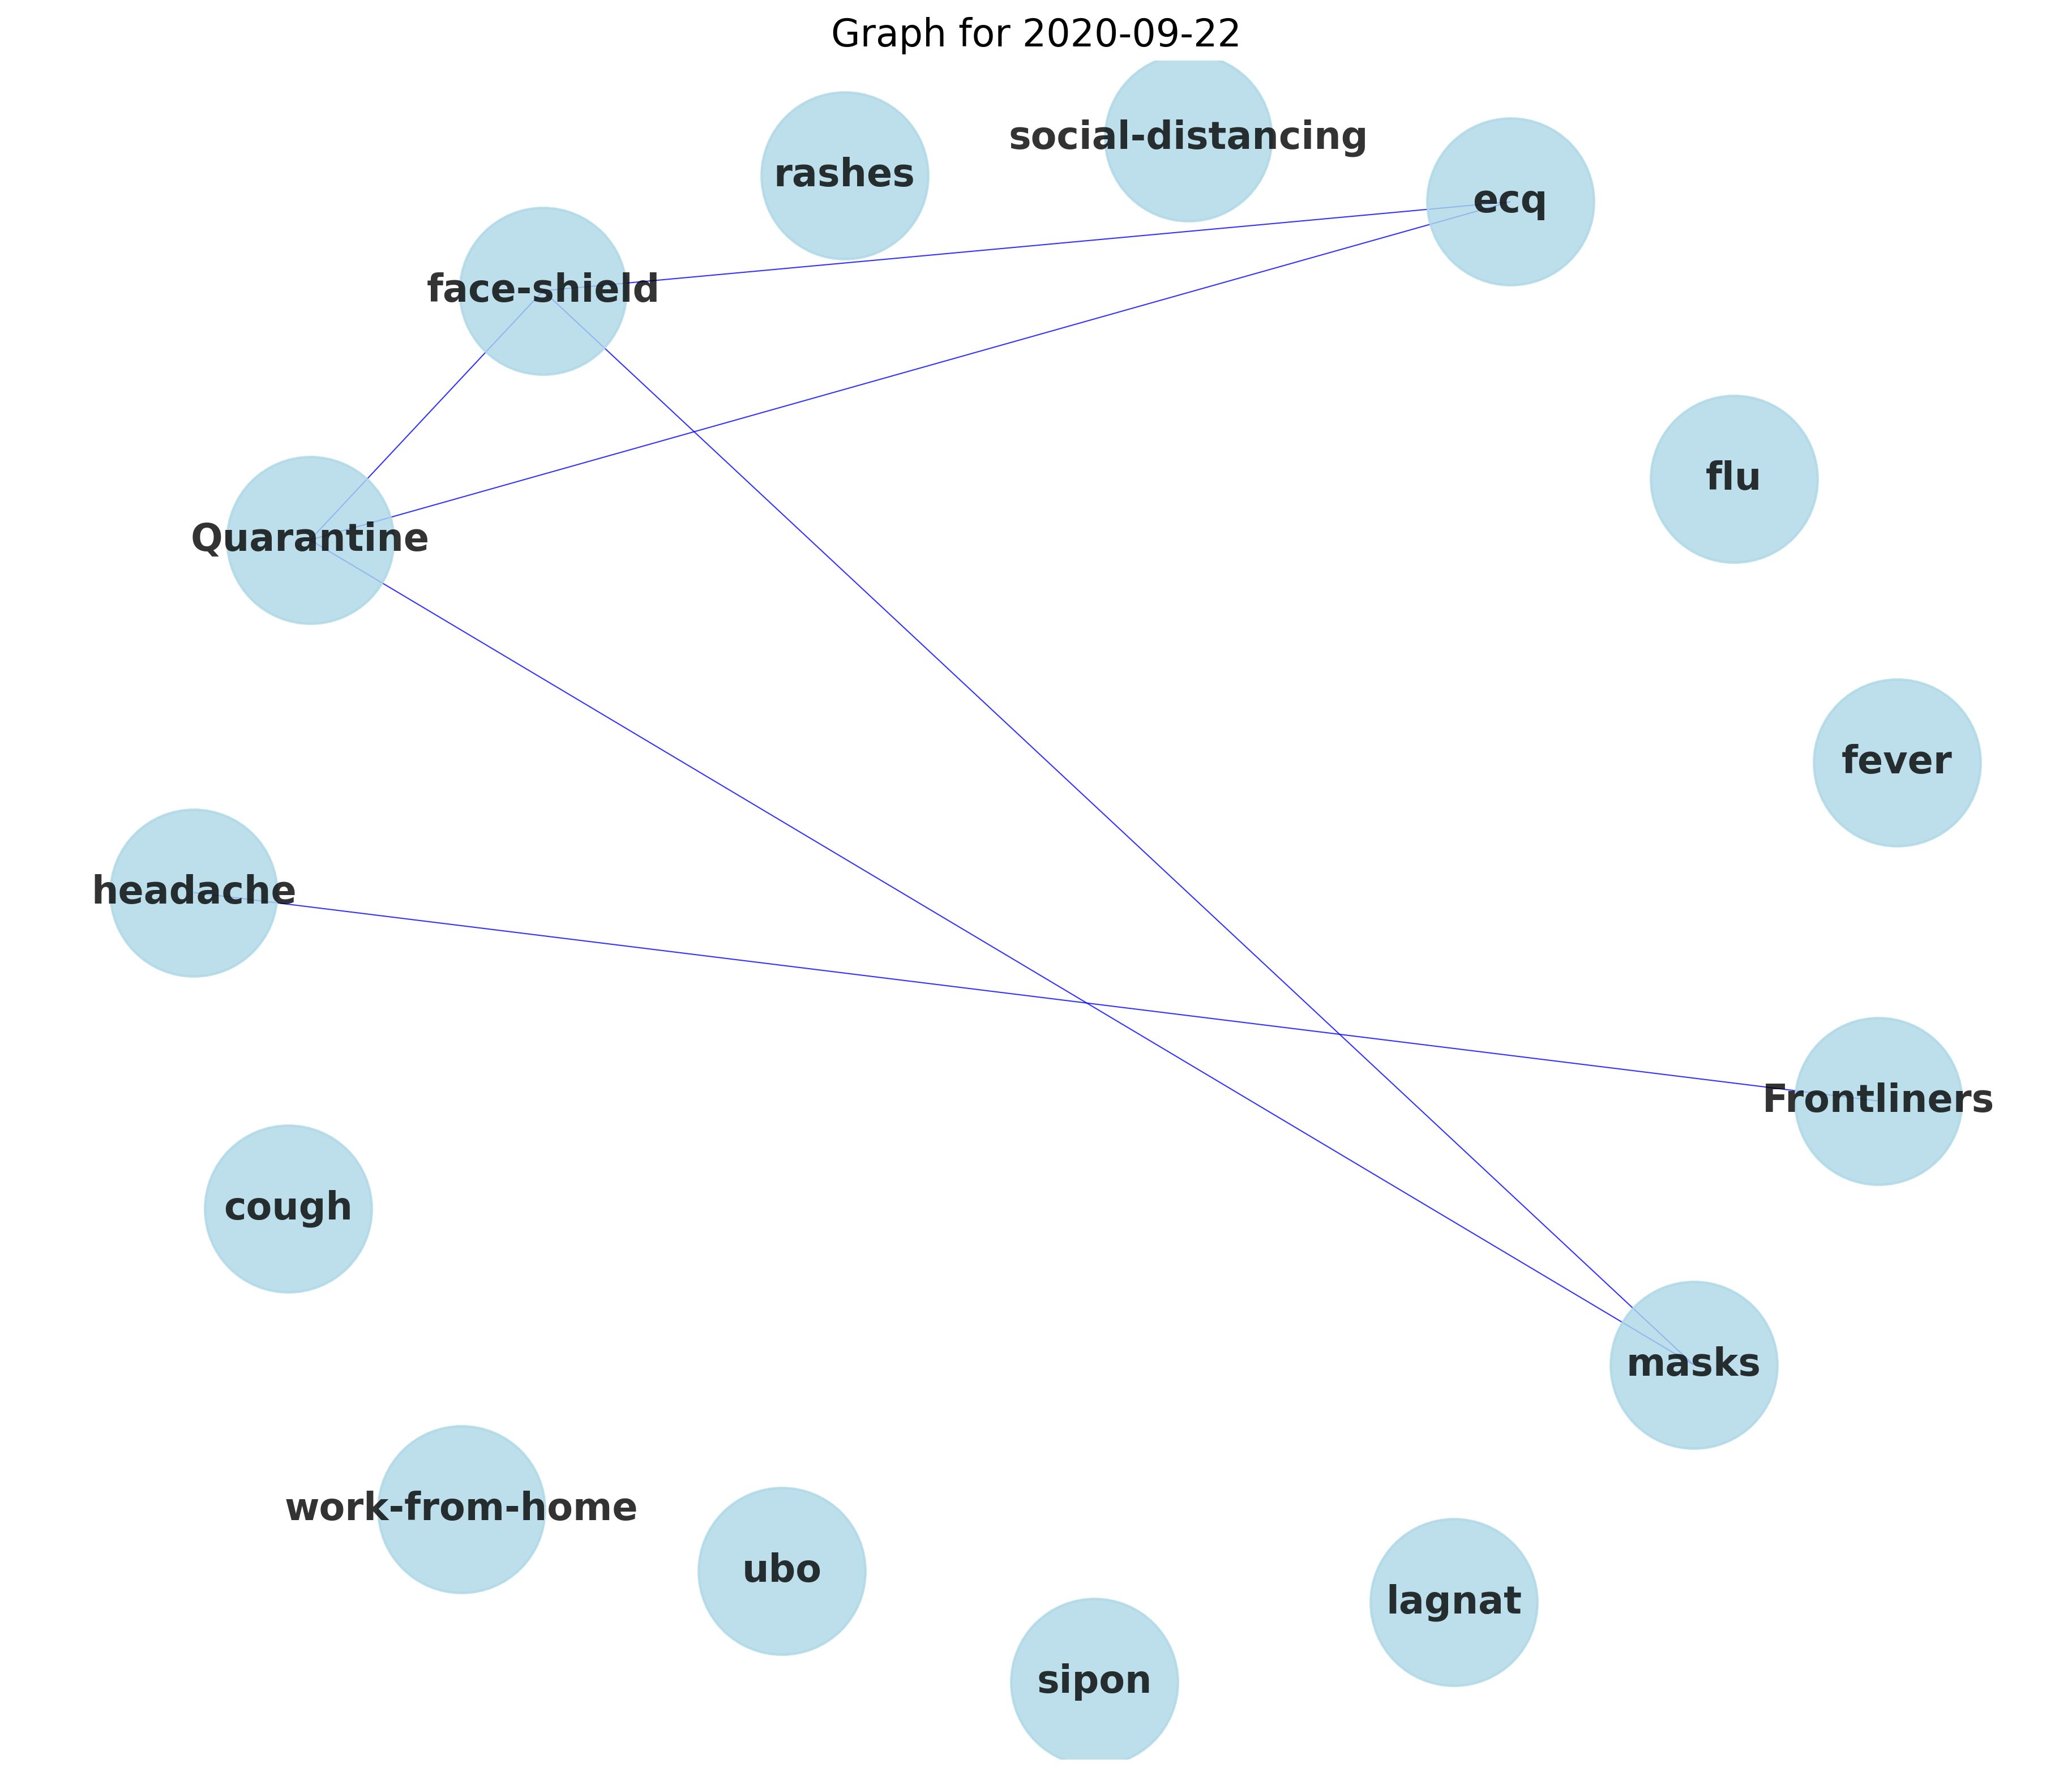 Graph for 2020-09-22
social-distancing
rashes
ecq
face-shield
flu
Quarantine
fever
headache
Frontliners
cough
masks
work-from-home
ubo
lagnat
sipon